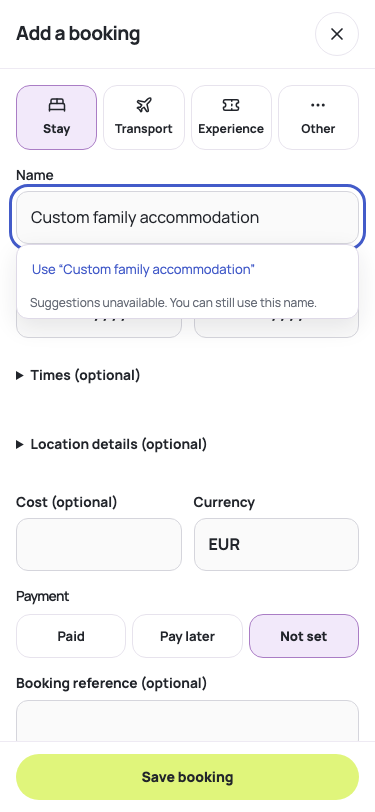 Add a booking
Stay
Transport
Experience
Other
Name
Custom family accommodation
Use “Custom family accommodation”
Suggestions unavailable. You can still use this name.
Times (optional)
Location details (optional)
Cost (optional)
Currency
EUR
Payment
Paid
Pay later
Not set
Booking reference (optional)
Save booking